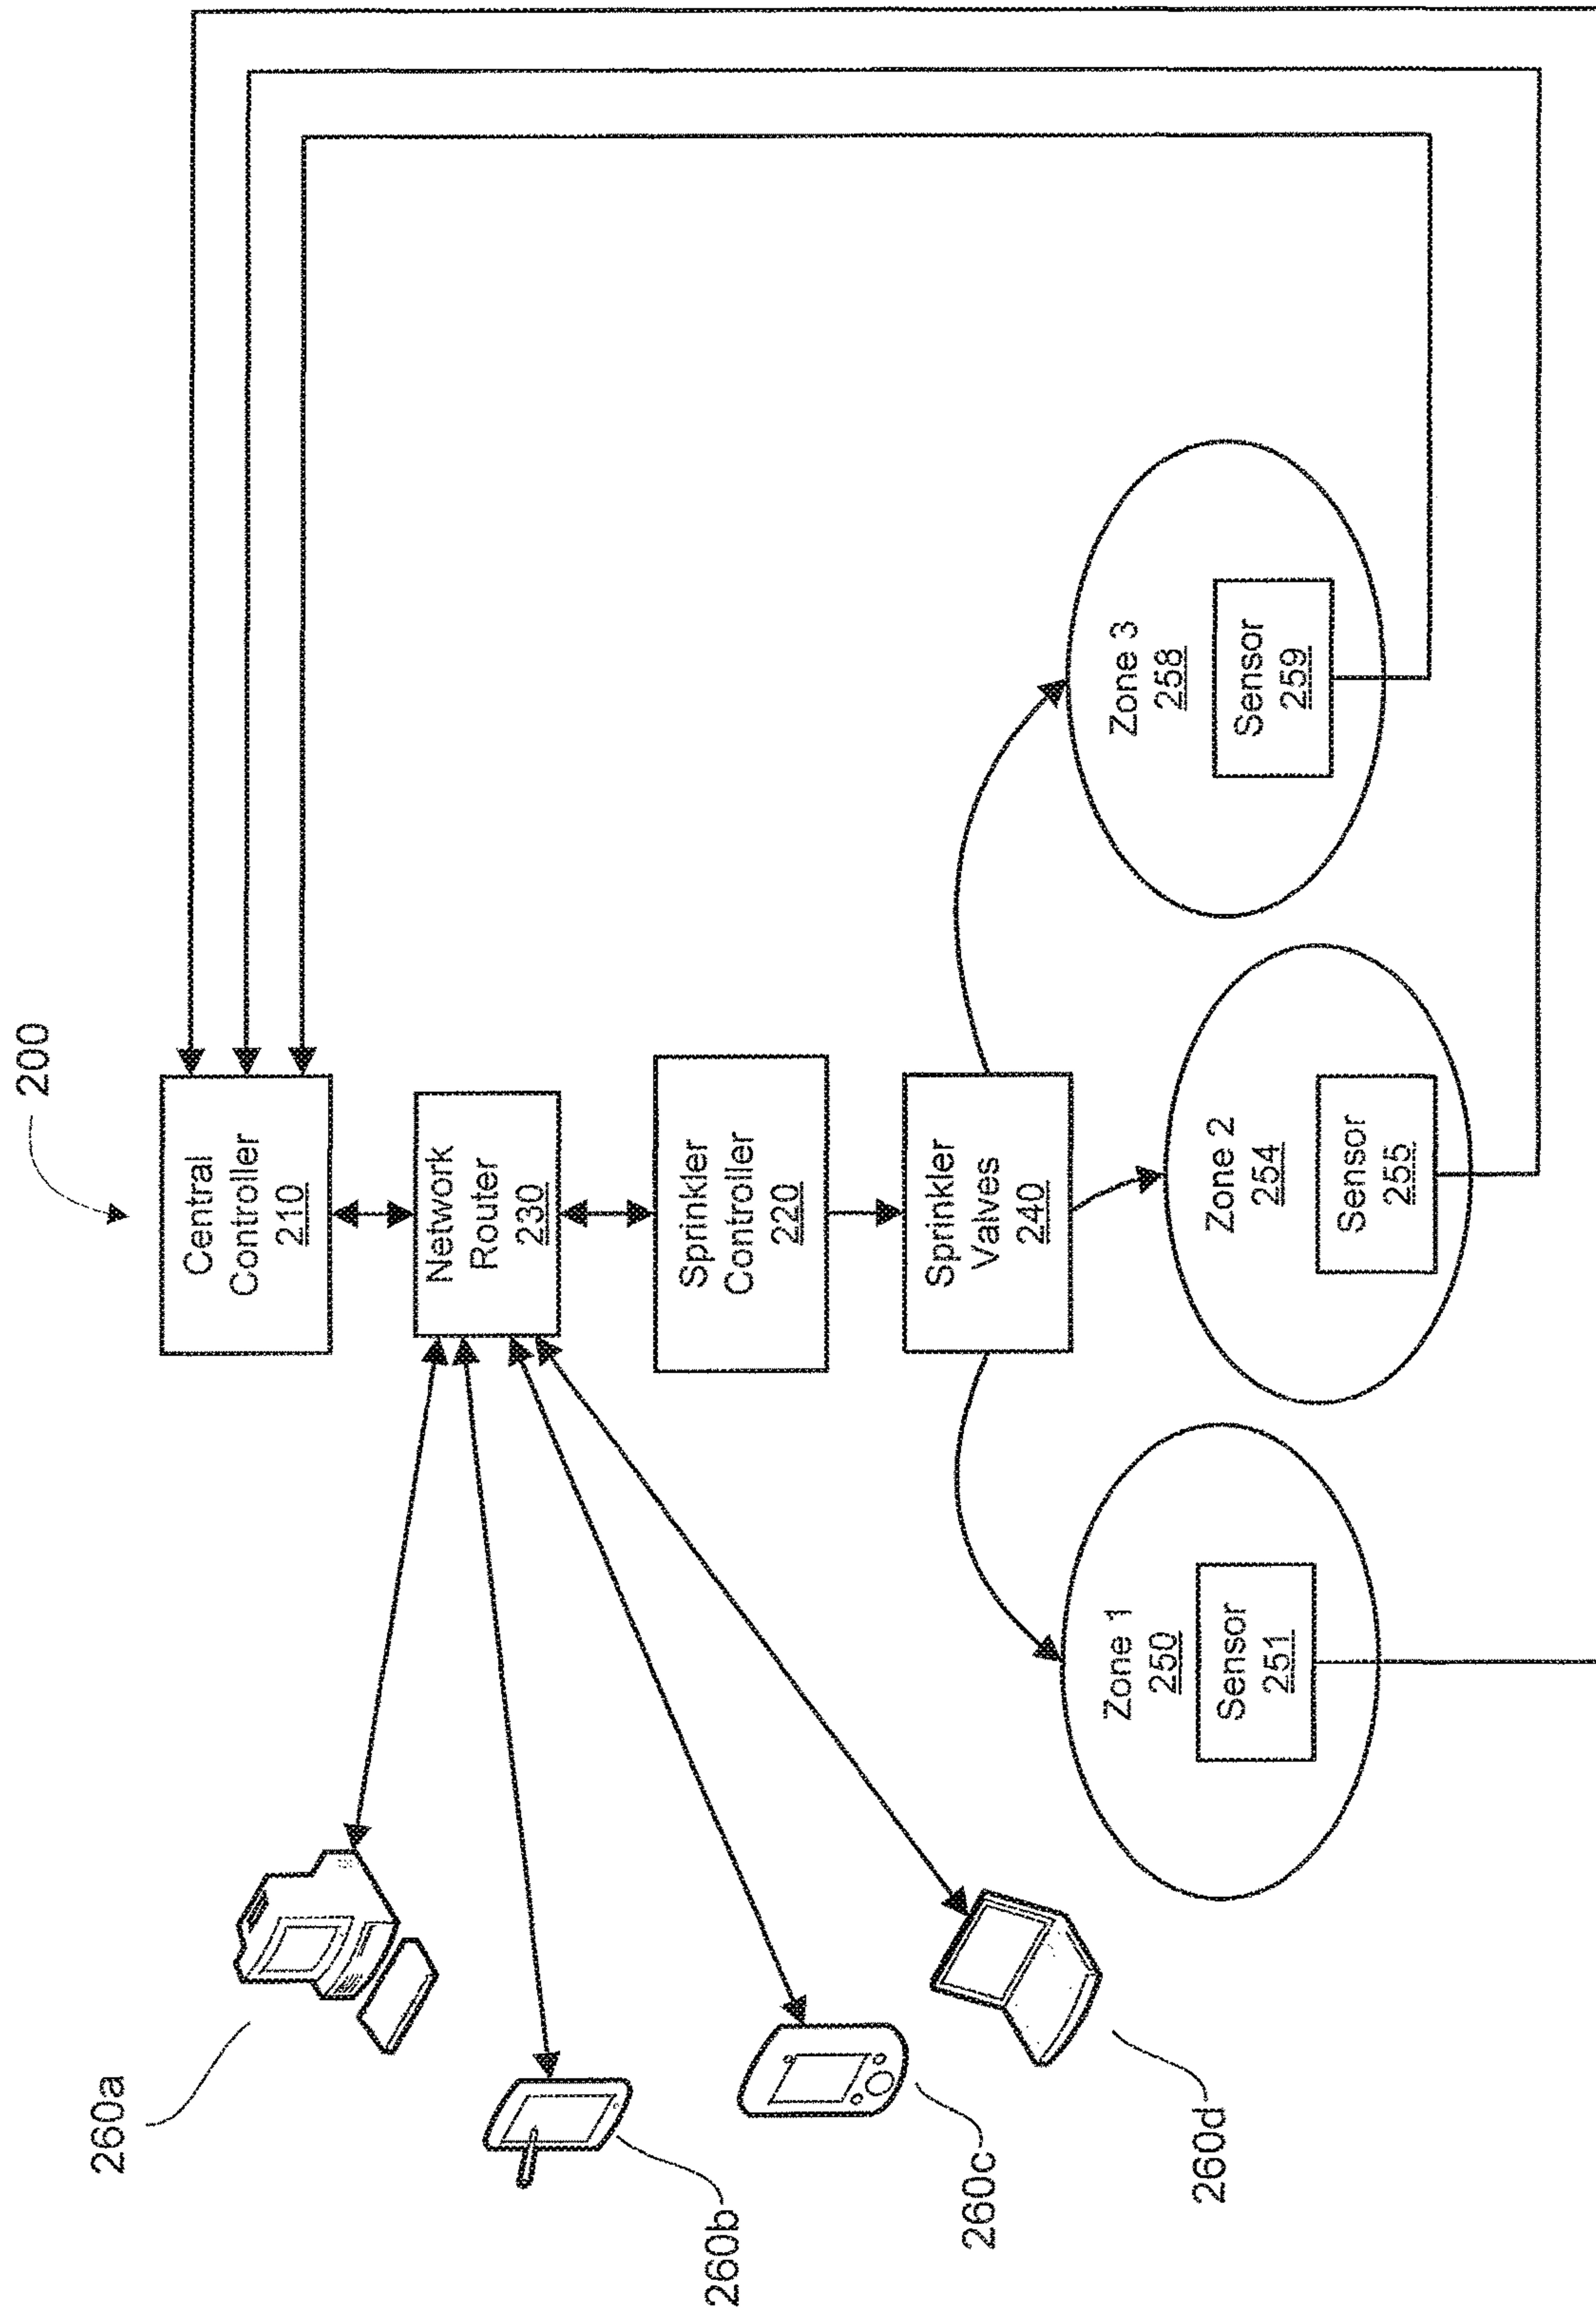 200
Central
Controller
210
Network
Router
230
Sprinkler
Controller
220
Sprinkler
Valves
240
Zone 1
250
Sensor
251
Zone 2
254
Sensor
255
Zone 3
258
Sensor
259
260a
260b
260c
260d